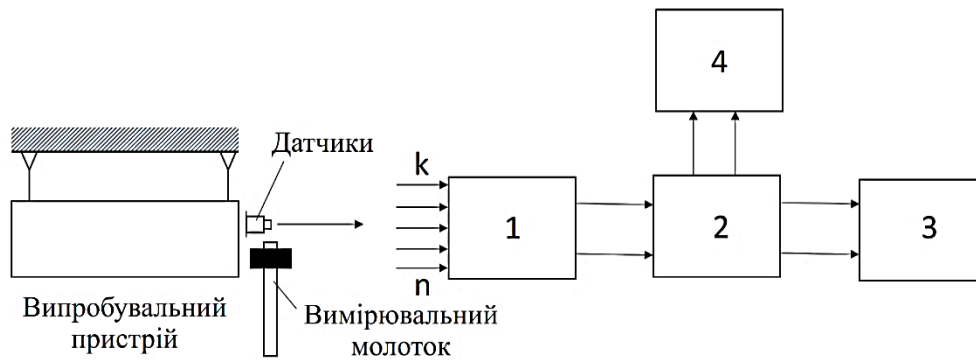 4
Датчики
k
1
2
3
n
Випробувальний
пристрій
Вимірювальний
молоток